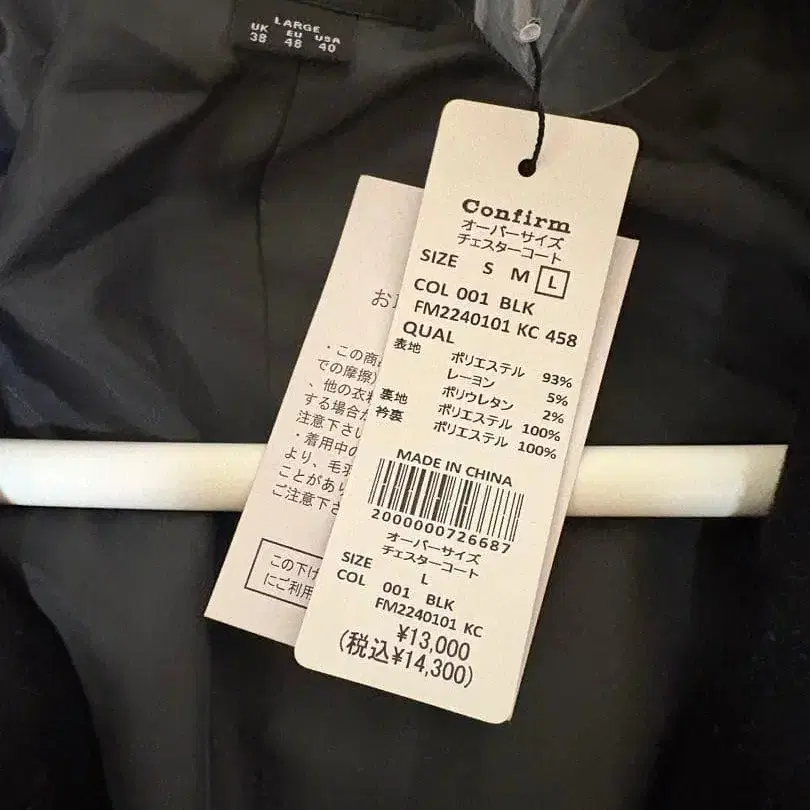 LARGE
UK EU USA
38 48 40
Confirm
オーバーサイズ
チェスターコート
SIZE S M L
COL 001 BLK
FM2240101 KC 458
QUAL
表地 ポリエステル 93%
レーヨン 5%
ポリウレタン 2%
裏地 ポリエステル 100%
衿裏 ポリエステル 100%
MADE IN CHINA
2000000726687
オーバーサイズ
チェスターコート
SIZE L
COL 001 BLK
FM2240101 KC
¥13,000
(税込¥14,300)
・この商
での摩擦
、他の衣
する場合が
注意下さい
・着用中の
より、毛羽
ことがあり
ご注意下さ
この下げ
にご利用